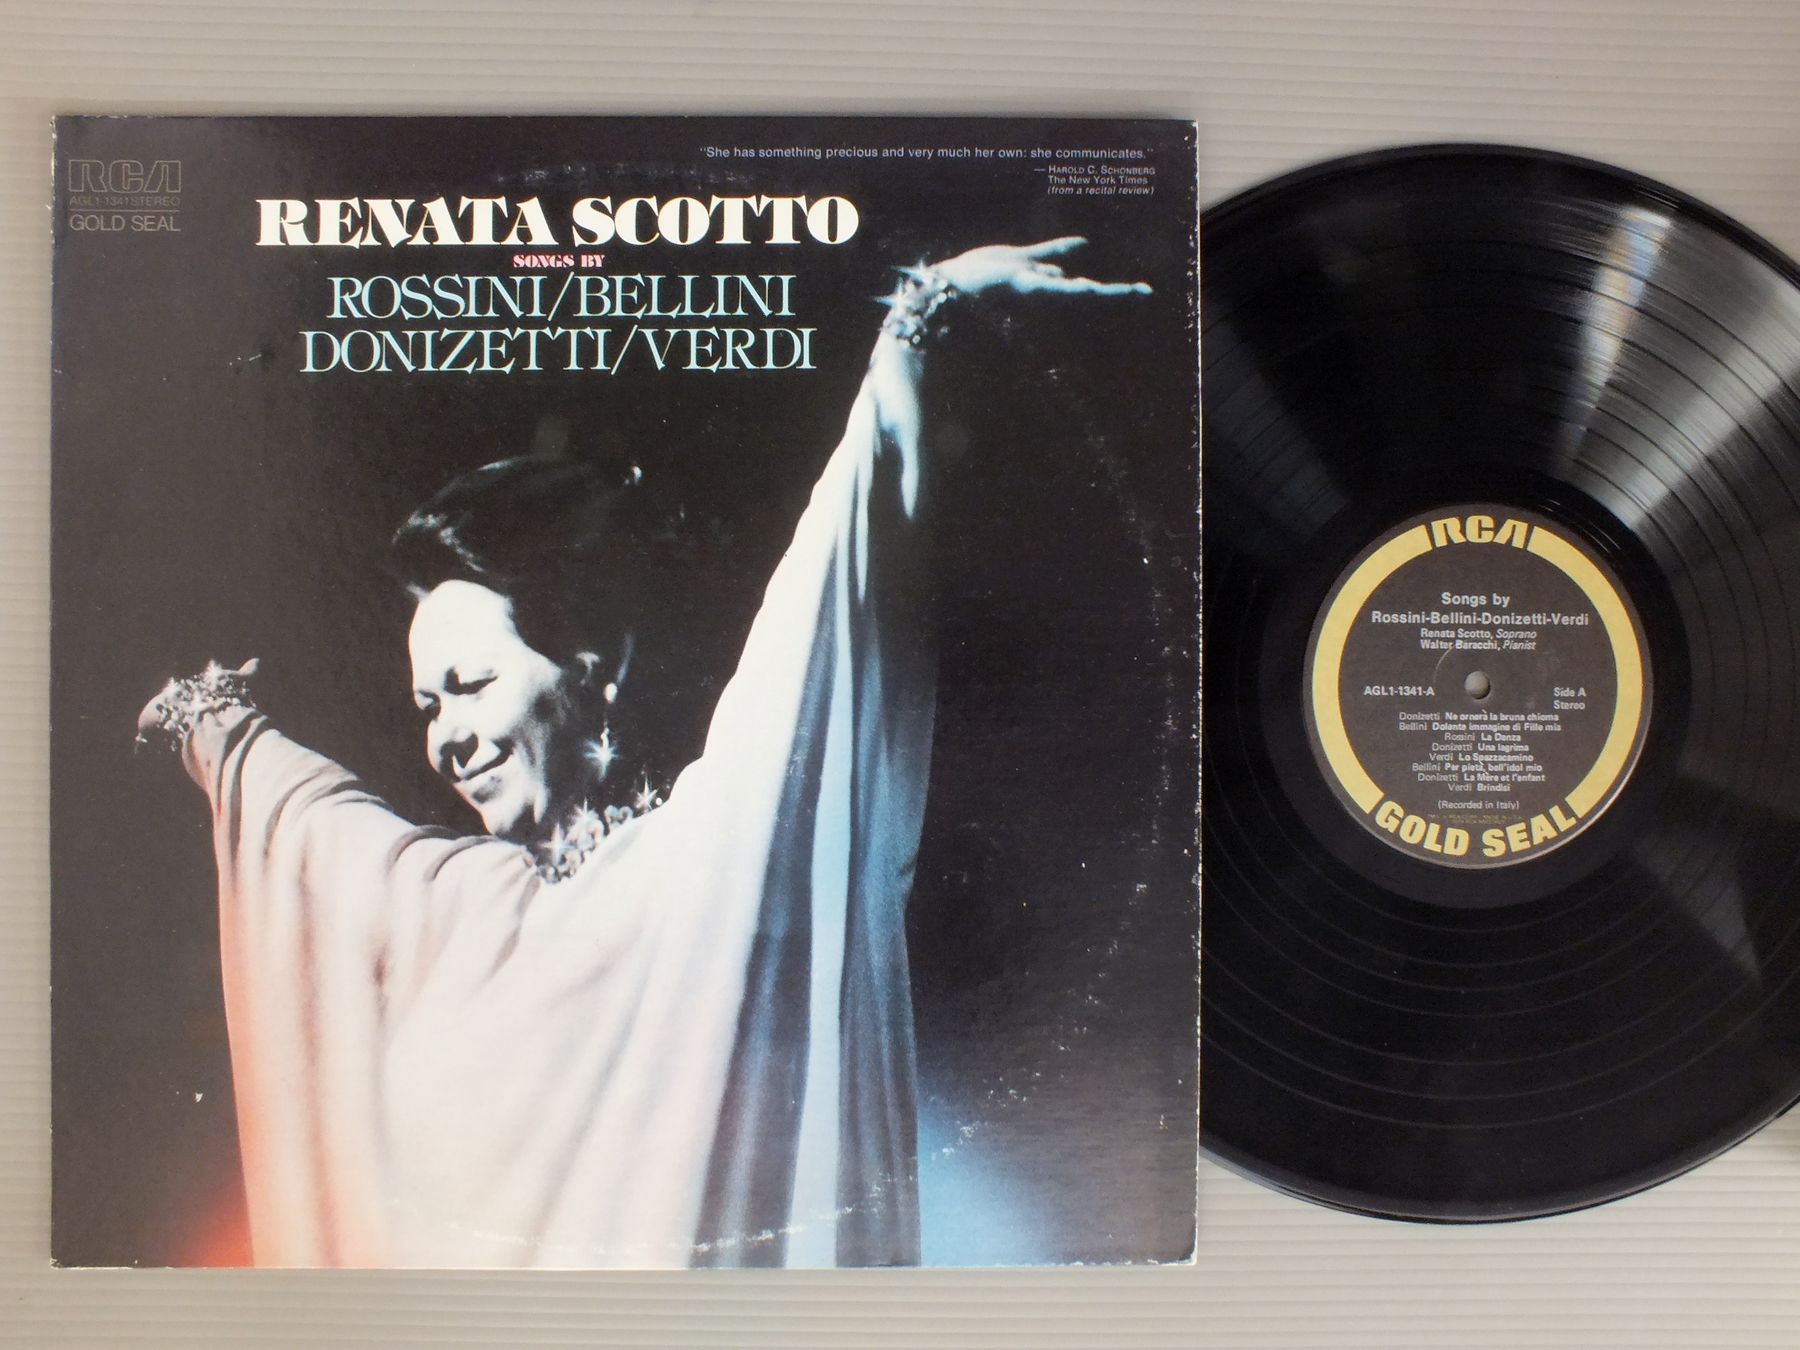 RCA
AGL1-1341 STEREO
GOLD SEAL
"She has something precious and very much her own: she communicates."
— HAROLD C. SCHONBERG
The New York Times
(from a recital review)
RENATA SCOTTO
SONGS BY
ROSSINI/BELLINI
DONIZETTI/VERDI
RCA
Songs by
Rossini-Bellini-Donizetti-Verdi
Renata Scotto, Soprano
Walter Baracchi, Pianist
AGL1-1341-A
Side A
Stereo
Donizetti Ne ornerà la bruna chioma
Bellini Dolente immagine di Fille mia
Rossini La Danza
Donizetti Una lagrima
Verdi Lo Spazzacamino
Bellini Per pietà, bell'idol mio
Donizetti La Mère et l'enfant
Verdi Brindisi
(Recorded in Italy)
GOLD SEAL